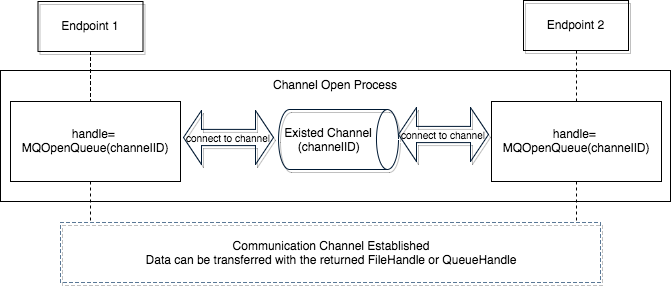 Endpoint 1
Endpoint 2
Channel Open Process
handle=
MQOpenQueue(channelID)
connect to channel
Existed Channel
(channelID)
connect to channel
handle=
MQOpenQueue(channelID)
Communication Channel Established
Data can be transferred with the returned FileHandle or QueueHandle